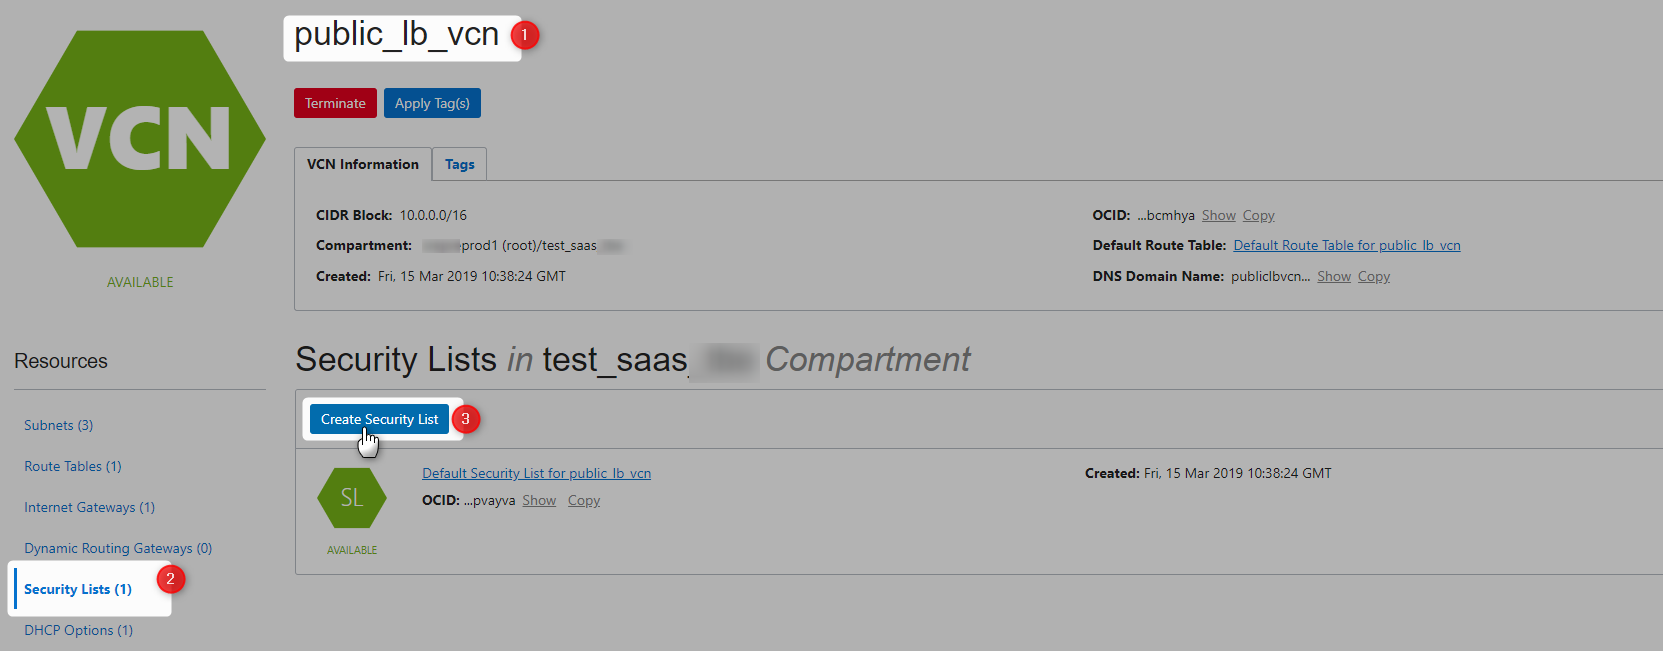 VCN
AVAILABLE
public_lb_vcn 1
Terminate Apply Tag(s)
VCN Information Tags
CIDR Block: 10.0.0.0/16
Compartment: prod1 (root)/test_saas
Created: Fri, 15 Mar 2019 10:38:24 GMT
OCID: ...bcmhya Show Copy
Default Route Table: Default Route Table for public_lb_vcn
DNS Domain Name: publiclbvcn... Show Copy
Resources
Subnets (3)
Route Tables (1)
Internet Gateways (1)
Dynamic Routing Gateways (0)
Security Lists (1) 2
DHCP Options (1)
Security Lists in test_saas_ Compartment
Create Security List 3
SL
AVAILABLE
Default Security List for public_lb_vcn
OCID: ...pvayva Show Copy
Created: Fri, 15 Mar 2019 10:38:24 GMT